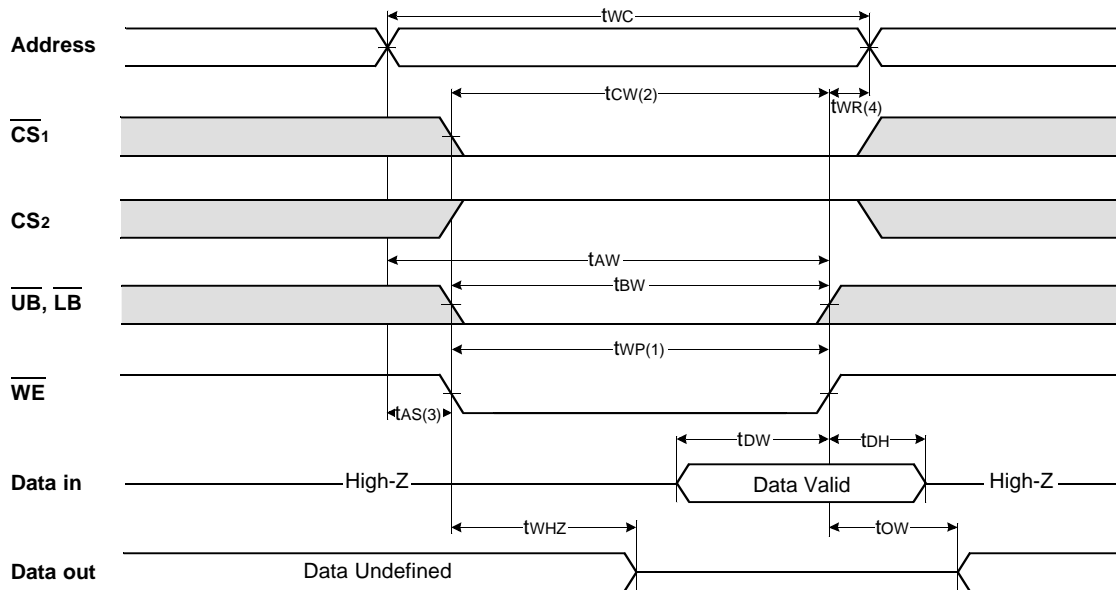 tWC
Address
tCW(2)
tWR(4)
CS1
CS2
tAW
tBW
UB, LB
tWP(1)
WE
tAS(3)
tDW
tDH
Data in
High-Z
Data Valid
High-Z
tWHZ
tOW
Data out
Data Undefined